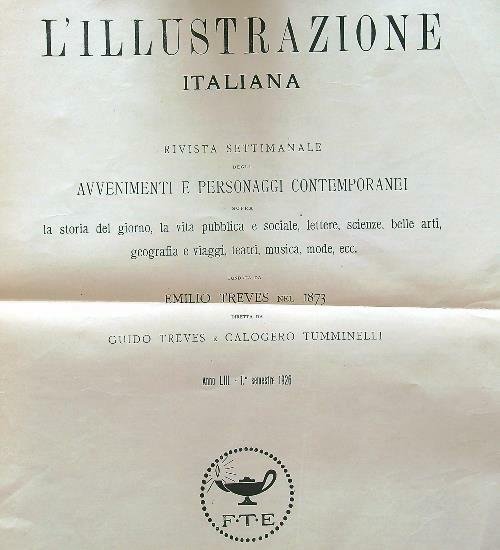 L'ILLUSTRAZIONE
ITALIANA
RIVISTA SETTIMANALE
DEGLI
AVVENIMENTI E PERSONAGGI CONTEMPORANEI
SOPRA
la storia del giorno, la vita pubblica e sociale, lettere, scienze, belle arti,
geografia e viaggi, teatri, musica, mode, ecc.
FONDATA DA
EMILIO TREVES NEL 1873
DIRETTA DA
GUIDO TREVES E CALOGERO TUMMINELLI
Anno LIII - 1.º semestre 1926
F·T·E